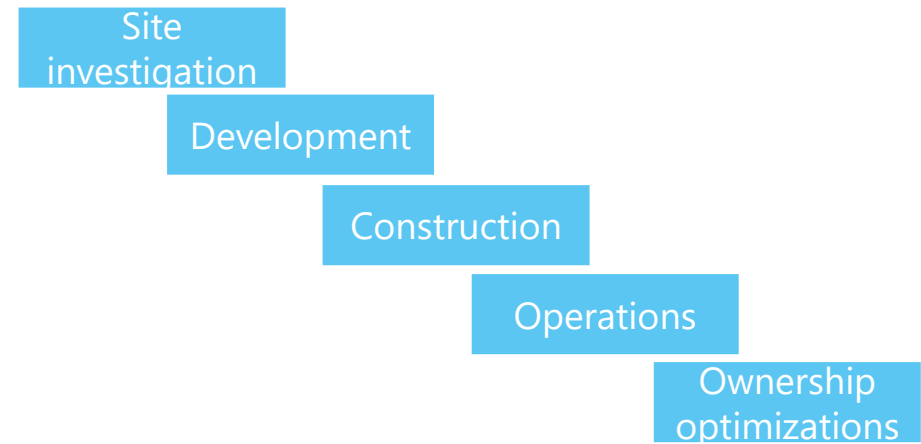 Site
investigation
Development
Construction
Operations
Ownership
optimizations